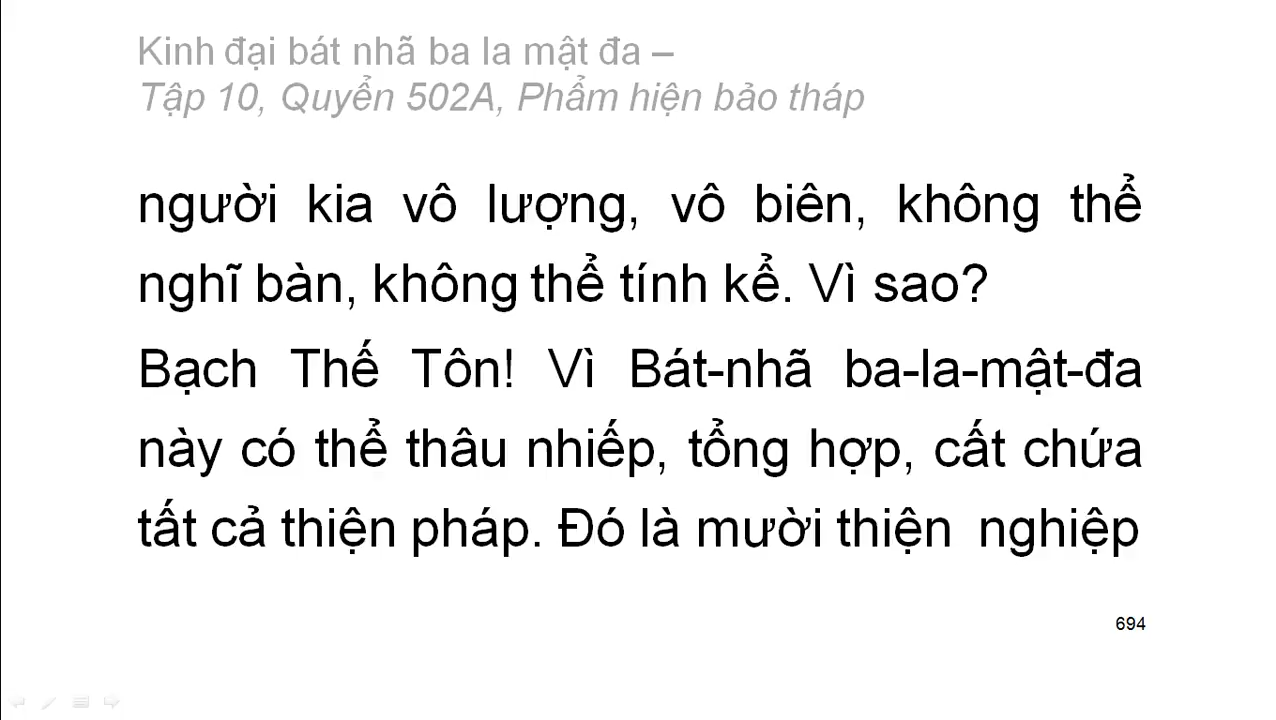 Kinh đại bát nhã ba la mật đa –
Tập 10, Quyển 502A, Phẩm hiện bảo tháp
người kia vô lượng, vô biên, không thể
nghĩ bàn, không thể tính kể. Vì sao?
Bạch Thế Tôn! Vì Bát-nhã ba-la-mật-đa
này có thể thâu nhiếp, tổng hợp, cất chứa
tất cả thiện pháp. Đó là mười thiện nghiệp
694